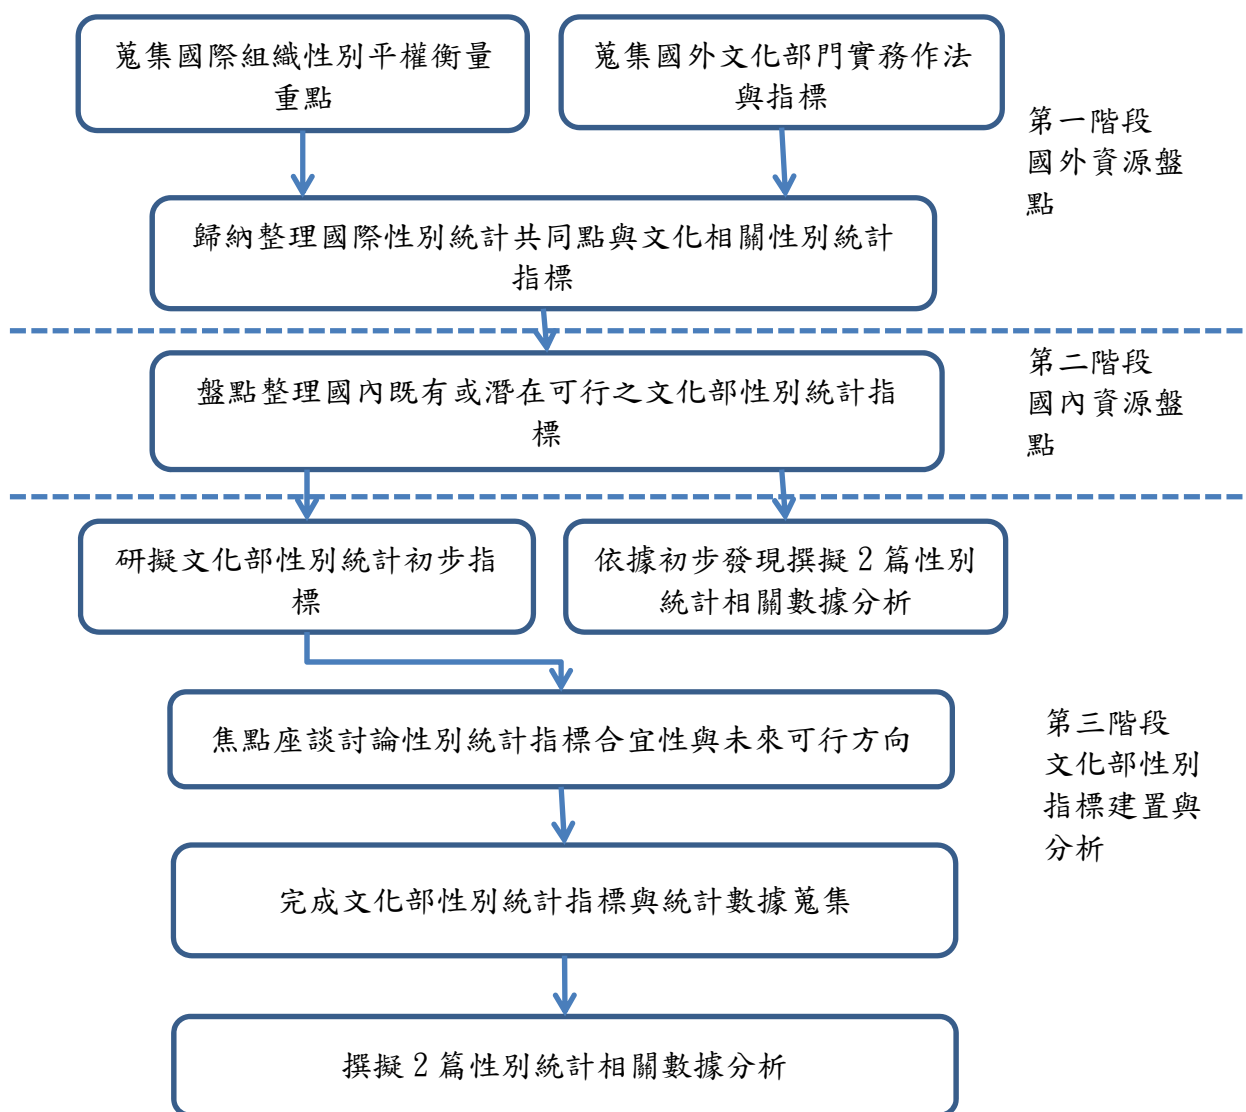 蒐集國際組織性別平權衡量
重點
蒐集國外文化部門實務作法
與指標
第一階段
國外資源盤
點
歸納整理國際性別統計共同點與文化相關性別統計
指標
盤點整理國內既有或潛在可行之文化部性別統計指
標
第二階段
國內資源盤
點
研擬文化部性別統計初步指
標
依據初步發現撰擬 2 篇性別
統計相關數據分析
焦點座談討論性別統計指標合宜性與未來可行方向
第三階段
文化部性別
指標建置與
分析
完成文化部性別統計指標與統計數據蒐集
撰擬 2 篇性別統計相關數據分析